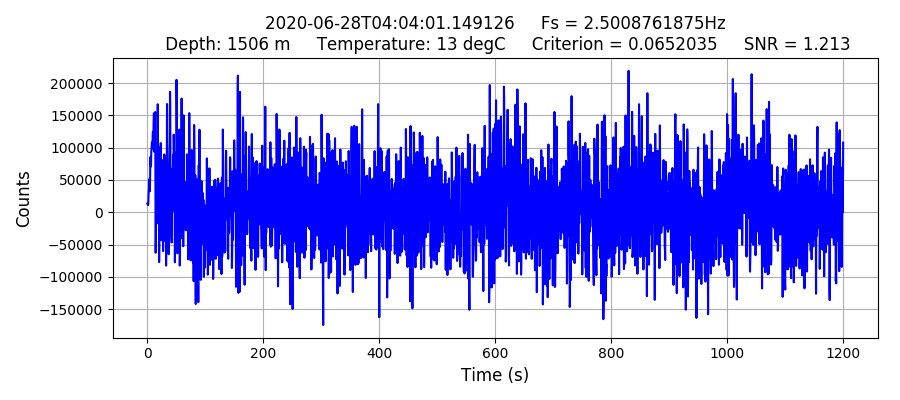 2020-06-28T04:04:01.149126 Fs = 2.5008761875Hz
Depth: 1506 m Temperature: 13 degC Criterion = 0.0652035 SNR = 1.213
200000
150000
100000
50000
0
−50000
−100000
−150000
Counts
0 200 400 600 800 1000 1200
Time (s)